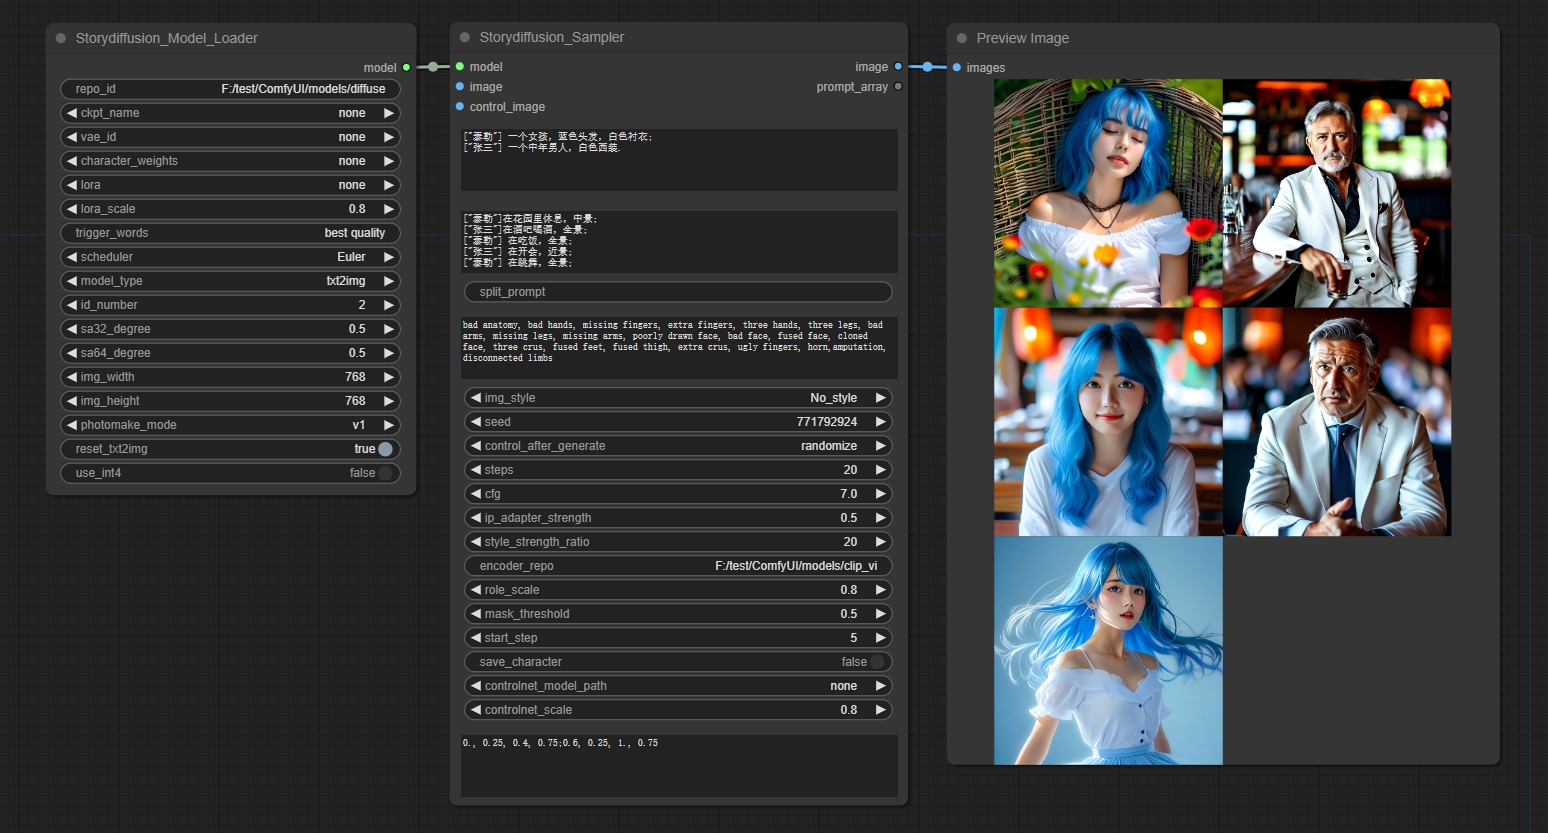 Storydiffusion_Model_Loader
model
repo_id F:/test/ComfyUI/models/diffuse
ckpt_name none
vae_id none
character_weights none
lora none
lora_scale 0.8
trigger_words best quality
scheduler Euler
model_type txt2img
id_number 2
sa32_degree 0.5
sa64_degree 0.5
img_width 768
img_height 768
photomake_mode v1
reset_txt2img true
use_int4 false
Storydiffusion_Sampler
model image
image prompt_array
control_image
["泰勒"] 一个女孩，蓝色头发，白色衬衣;
["张三"] 一个中年男人，白色西装.
["泰勒"]在花园里休息，中景;
["张三"]在酒吧喝酒，全景;
["泰勒"] 在吃饭，全景;
["张三"] 在开会，近景;
["泰勒"] 在跳舞，全景;
split_prompt
bad anatomy, bad hands, missing fingers, extra fingers, three hands, three legs, bad
arms, missing legs, missing arms, poorly drawn face, bad face, fused face, cloned
face, three crus, fused feet, fused thigh, extra crus, ugly fingers, horn,amputation,
disconnected limbs
img_style No_style
seed 771792924
control_after_generate randomize
steps 20
cfg 7.0
ip_adapter_strength 0.5
style_strength_ratio 20
encoder_repo F:/test/ComfyUI/models/clip_vi
role_scale 0.8
mask_threshold 0.5
start_step 5
save_character false
controlnet_model_path none
controlnet_scale 0.8
0., 0.25, 0.4, 0.75;0.6, 0.25, 1., 0.75
Preview Image
images